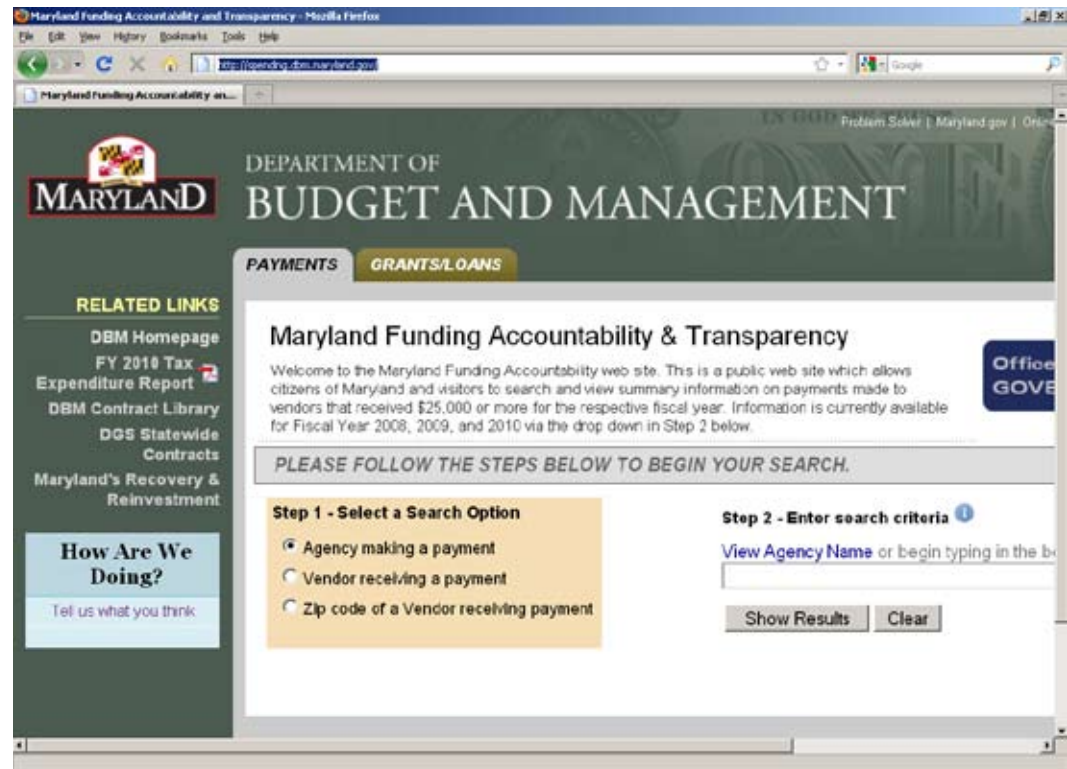 Maryland Funding Accountability and Transparency - Mozilla Firefox
File Edit View History Bookmarks Tools Help
http://spending.dbm.maryland.gov/
Google
Maryland Funding Accountability an...
Problem Solver | Maryland.gov |
MARYLAND
DEPARTMENT OF
BUDGET AND MANAGEMENT
PAYMENTS GRANTS/LOANS
RELATED LINKS
DBM Homepage
FY 2010 Tax
Expenditure Report
DBM Contract Library
DGS Statewide
Contracts
Maryland's Recovery &
Reinvestment
How Are We
Doing?
Tell us what you think
Maryland Funding Accountability & Transparency
Welcome to the Maryland Funding Accountability web site. This is a public web site which allows
citizens of Maryland and visitors to search and view summary information on payments made to
vendors that received $25,000 or more for the respective fiscal year. Information is currently available
for Fiscal Year 2008, 2009, and 2010 via the drop down in Step 2 below.
Office
GOVE
PLEASE FOLLOW THE STEPS BELOW TO BEGIN YOUR SEARCH.
Step 1 - Select a Search Option
Agency making a payment
Vendor receiving a payment
Zip code of a Vendor receiving payment
Step 2 - Enter search criteria
View Agency Name or begin typing in the
Show Results Clear